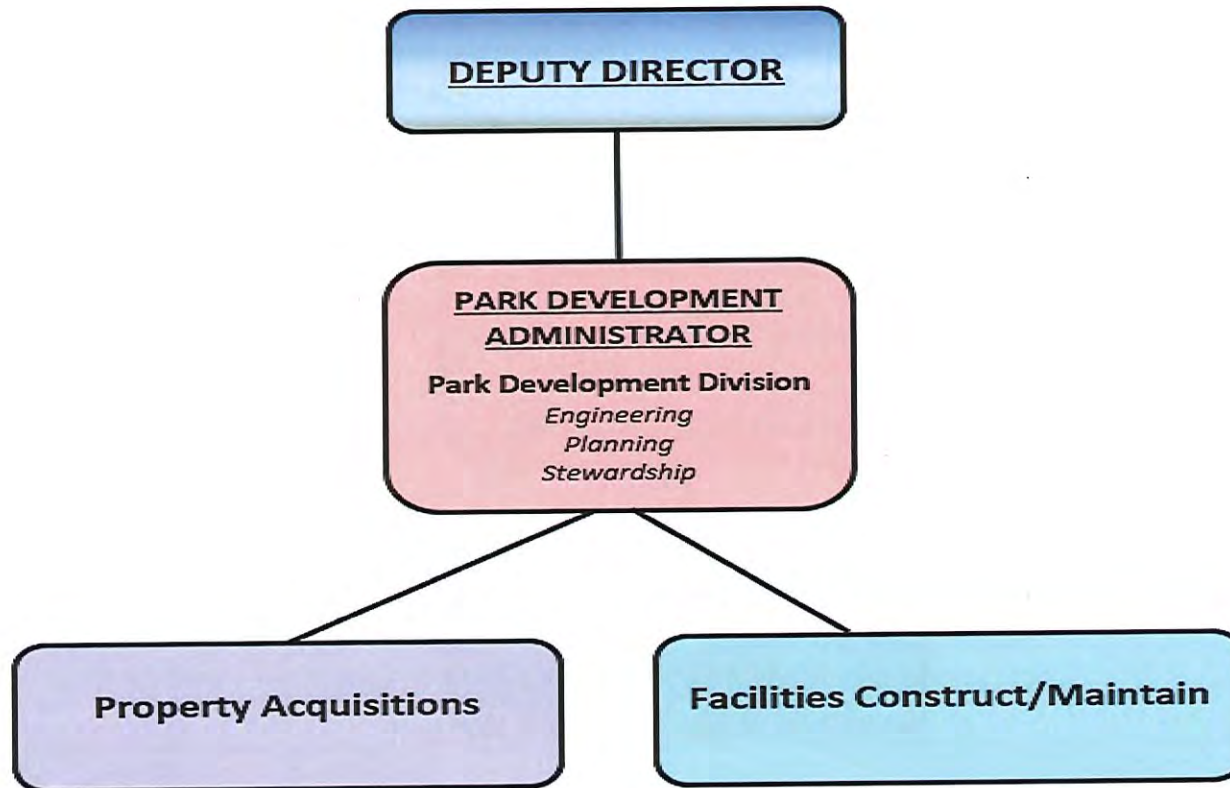 DEPUTY DIRECTOR
PARK DEVELOPMENT
ADMINISTRATOR
Park Development Division
Engineering
Planning
Stewardship
Property Acquisitions
Facilities Construct/Maintain